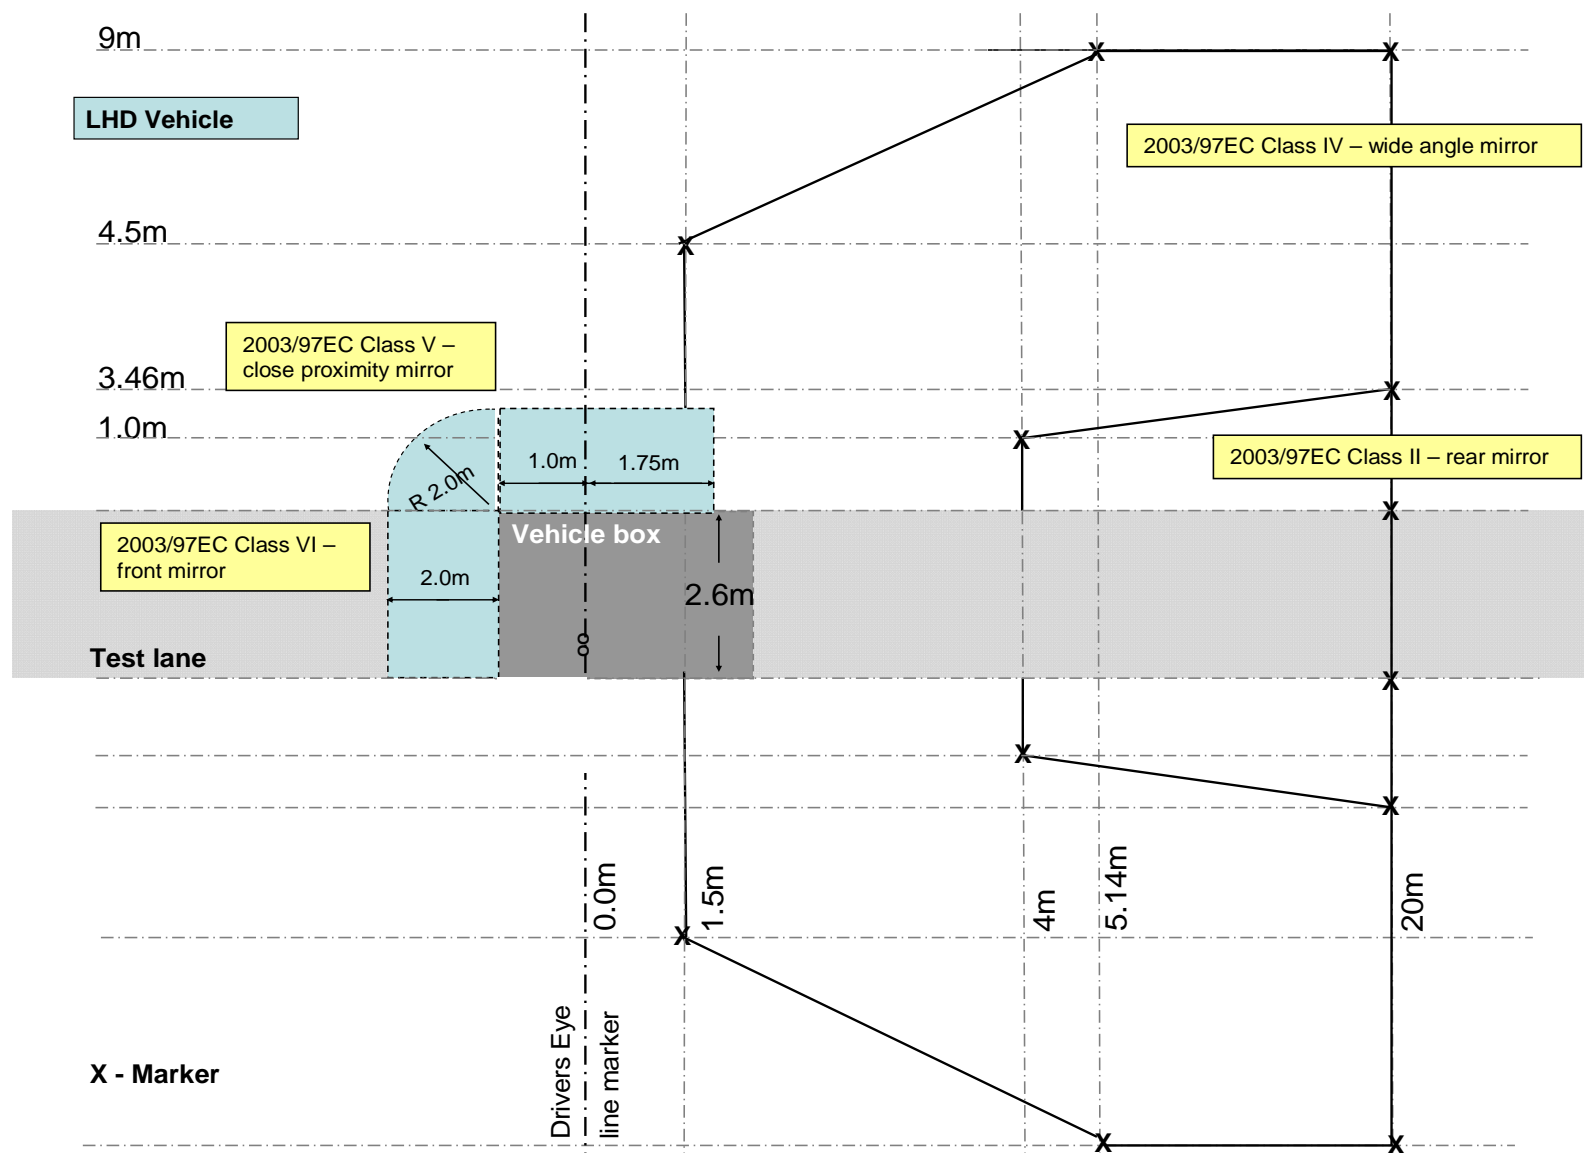 9m
LHD Vehicle
2003/97EC Class IV – wide angle mirror
4.5m
2003/97EC Class V –
close proximity mirror
3.46m
1.0m
1.0m
1.75m
R 2.0m
2003/97EC Class II – rear mirror
Vehicle box
2003/97EC Class VI –
front mirror
2.0m
2.6m
Test lane
0.0m
1.5m
4m
5.14m
20m
Drivers Eye
line marker
X - Marker
X
X
X
X
X
X
X
X
X
X
X
X
X